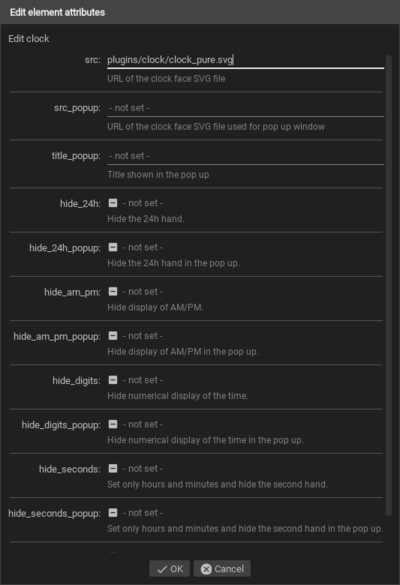 Edit element attributes
Edit clock
src: plugins/clock/clock_pure.svg
URL of the clock face SVG file
src_popup: - not set -
URL of the clock face SVG file used for pop up window
title_popup: - not set -
Title shown in the pop up
hide_24h: - not set -
Hide the 24h hand.
hide_24h_popup: - not set -
Hide the 24h hand in the pop up.
hide_am_pm: - not set -
Hide display of AM/PM.
hide_am_pm_popup: - not set -
Hide display of AM/PM in the pop up.
hide_digits: - not set -
Hide numerical display of the time.
hide_digits_popup: - not set -
Hide numerical display of the time in the pop up.
hide_seconds: - not set -
Set only hours and minutes and hide the second hand.
hide_seconds_popup: - not set -
Set only hours and minutes and hide the second hand in the pop up.
OK Cancel